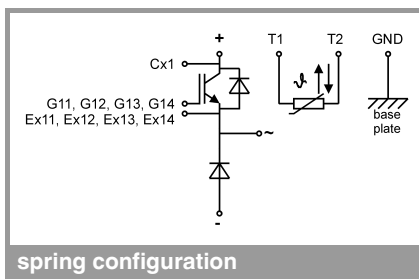 +
T1
T2
GND
Cx1
ϑ
G11, G12, G13, G14
Ex11, Ex12, Ex13, Ex14
base
plate
~
-
spring configuration